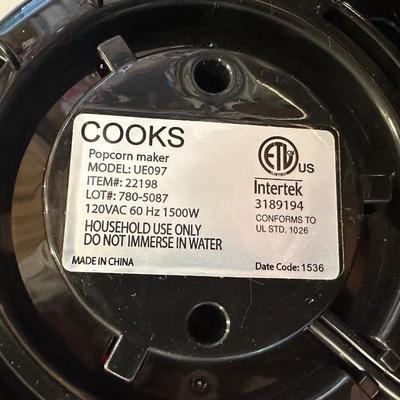 COOKS
Popcorn maker
MODEL: UE097
ITEM#: 22198
LOT#: 780-5087
120VAC 60 Hz 1500W
HOUSEHOLD USE ONLY
DO NOT IMMERSE IN WATER
MADE IN CHINA
ETL US
Intertek
3189194
CONFORMS TO
UL STD. 1026
Date Code: 1536